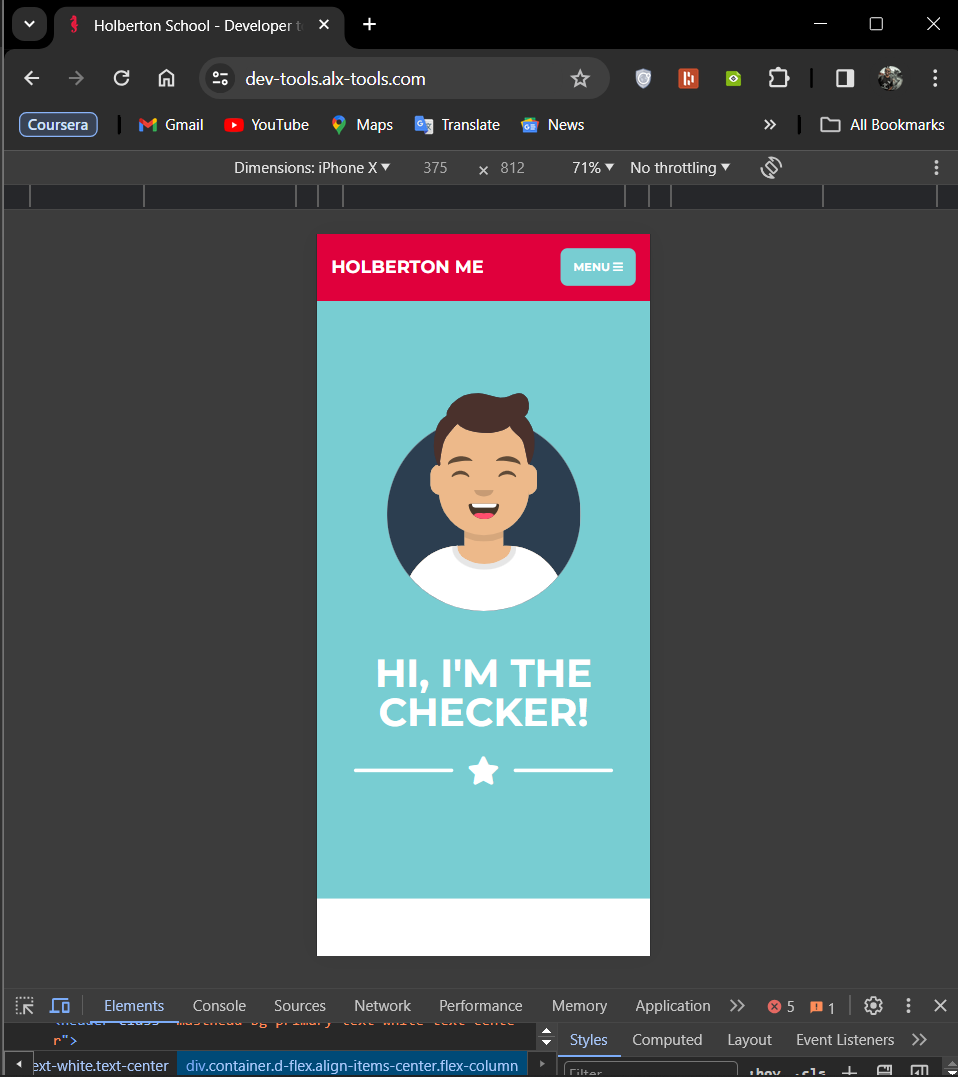 Holberton School - Developer t
dev-tools.alx-tools.com
Coursera Gmail YouTube Maps Translate News All Bookmarks
Dimensions: iPhone X 375 × 812 71% No throttling
HOLBERTON ME MENU
HI, I'M THE
CHECKER!
Elements Console Sources Network Performance Memory Application 5 1
r">
Styles Computed Layout Event Listeners
ext-white.text-center div.container.d-flex.align-items-center.flex-column
Filter :hov .cls